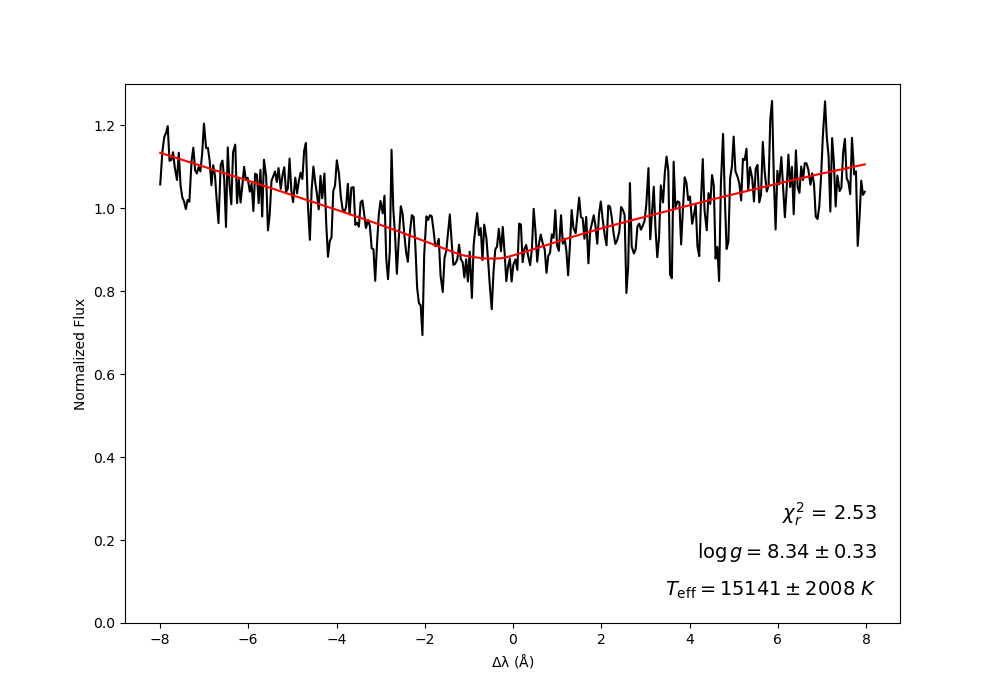 Normalized Flux
1.2
1.0
0.8
0.6
0.4
0.2
0.0
χ²ᵣ = 2.53
log g = 8.34 ± 0.33
T_eff = 15141 ± 2008 K
−8 −6 −4 −2 0 2 4 6 8
Δλ (Å)